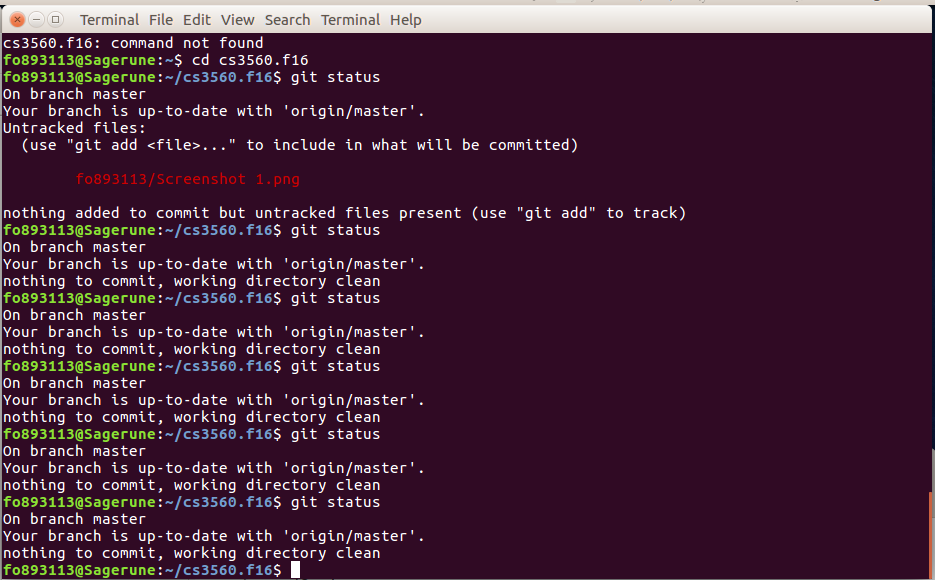 Terminal File Edit View Search Terminal Help
cs3560.f16: command not found
fo893113@Sagerune:~$ cd cs3560.f16
fo893113@Sagerune:~/cs3560.f16$ git status
On branch master
Your branch is up-to-date with 'origin/master'.
Untracked files:
  (use "git add <file>..." to include in what will be committed)
        fo893113/Screenshot 1.png
nothing added to commit but untracked files present (use "git add" to track)
fo893113@Sagerune:~/cs3560.f16$ git status
On branch master
Your branch is up-to-date with 'origin/master'.
nothing to commit, working directory clean
fo893113@Sagerune:~/cs3560.f16$ git status
On branch master
Your branch is up-to-date with 'origin/master'.
nothing to commit, working directory clean
fo893113@Sagerune:~/cs3560.f16$ git status
On branch master
Your branch is up-to-date with 'origin/master'.
nothing to commit, working directory clean
fo893113@Sagerune:~/cs3560.f16$ git status
On branch master
Your branch is up-to-date with 'origin/master'.
nothing to commit, working directory clean
fo893113@Sagerune:~/cs3560.f16$ git status
On branch master
Your branch is up-to-date with 'origin/master'.
nothing to commit, working directory clean
fo893113@Sagerune:~/cs3560.f16$